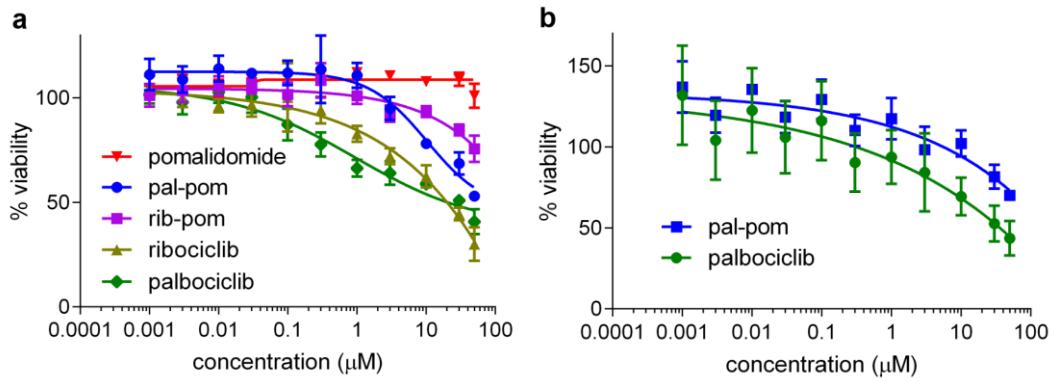 a
% viability
100
50
0
pomalidomide
pal-pom
rib-pom
ribociclib
palbociclib
0.0001 0.001 0.01 0.1 1 10 100
concentration (μM)
b
% viability
150
100
50
0
pal-pom
palbociclib
0.0001 0.001 0.01 0.1 1 10 100
concentration (μM)